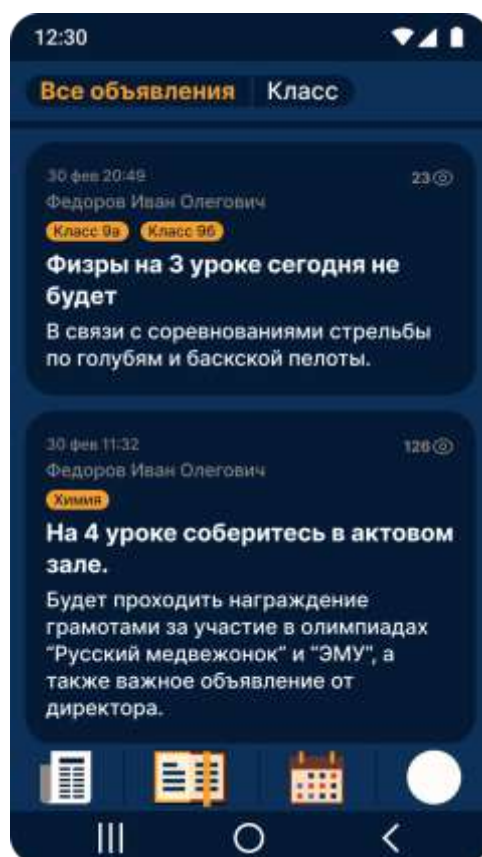 12:30
Все объявления Класс
30 фев 20:49 23
Федоров Иван Олегович
Класс 9а Класс 9б
Физры на 3 уроке сегодня не
будет
В связи с соревнованиями стрельбы
по голубям и баскской пелоты.
30 фев 11:32 126
Федоров Иван Олегович
Химия
На 4 уроке соберитесь в актовом
зале.
Будет проходить награждение
грамотами за участие в олимпиадах
“Русский медвежонок” и “ЭМУ”, а
также важное объявление от
директора.